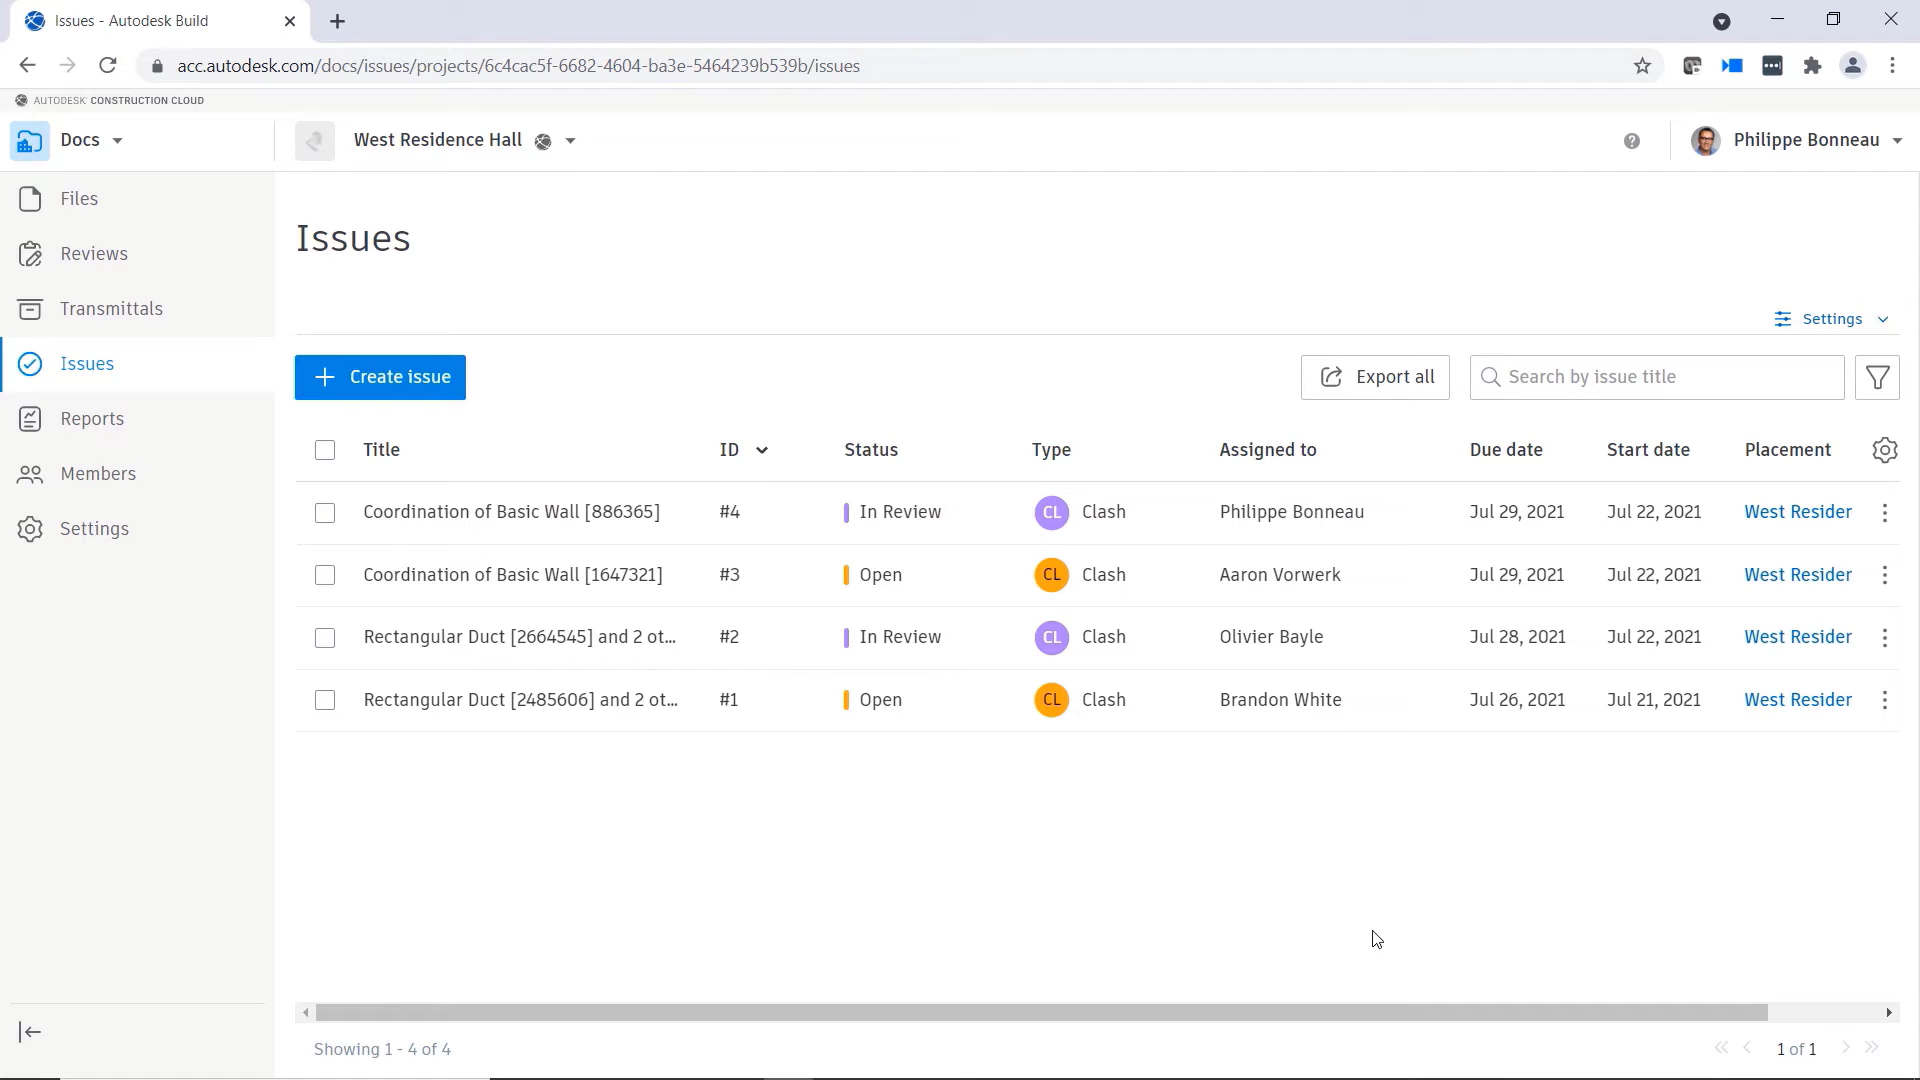 Issues - Autodesk Build
acc.autodesk.com/docs/issues/projects/6c4cac5f-6682-4604-ba3e-5464239b539b/issues
AUTODESK CONSTRUCTION CLOUD
Docs
West Residence Hall
Philippe Bonneau
Files
Reviews
Transmittals
Issues
Reports
Members
Settings
Issues
Settings
Create issue
Export all
Search by issue title
Title ID Status Type Assigned to Due date Start date Placement
Coordination of Basic Wall [886365] #4 In Review CL Clash Philippe Bonneau Jul 29, 2021 Jul 22, 2021 West Resider
Coordination of Basic Wall [1647321] #3 Open CL Clash Aaron Vorwerk Jul 29, 2021 Jul 22, 2021 West Resider
Rectangular Duct [2664545] and 2 ot... #2 In Review CL Clash Olivier Bayle Jul 28, 2021 Jul 22, 2021 West Resider
Rectangular Duct [2485606] and 2 ot... #1 Open CL Clash Brandon White Jul 26, 2021 Jul 21, 2021 West Resider
Showing 1 - 4 of 4
1 of 1